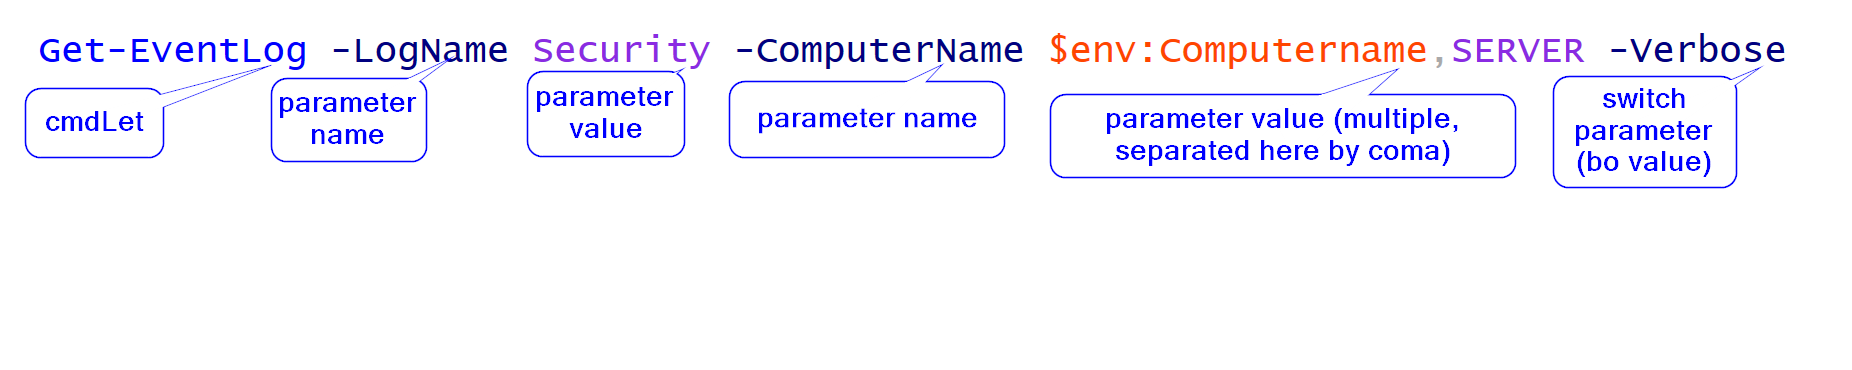 Get-EventLog -LogName Security -ComputerName $env:Computername,SERVER -Verbose
cmdLet
parameter
name
parameter
value
parameter name
parameter value (multiple,
separated here by coma)
switch
parameter
(bo value)